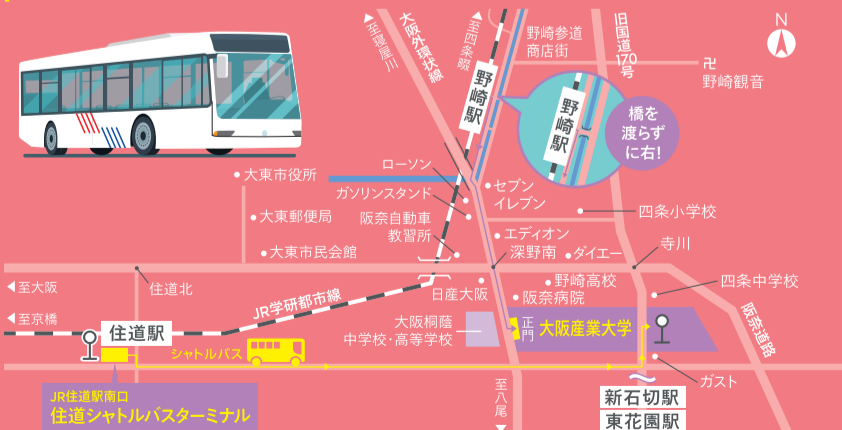 N
至寝屋川
大阪外環状線
至四条畷
野崎参道
商店街
旧国道170号
卍
野崎観音
野崎駅
野崎駅
橋を
渡らず
に右!
大東市役所
ローソン
ガソリンスタンド
セブン
イレブン
四条小学校
大東郵便局
阪奈自動車
教習所
エディオン
深野南
ダイエー
寺川
大東市民会館
至大阪
住道北
日産大阪
野崎高校
阪奈病院
四条中学校
至京橋
JR学研都市線
住道駅
大阪桐蔭
中学校・高等学校
正門
大阪産業大学
阪奈道路
シャトルバス
ガスト
JR住道駅南口
住道シャトルバスターミナル
至八尾
新石切駅
東花園駅